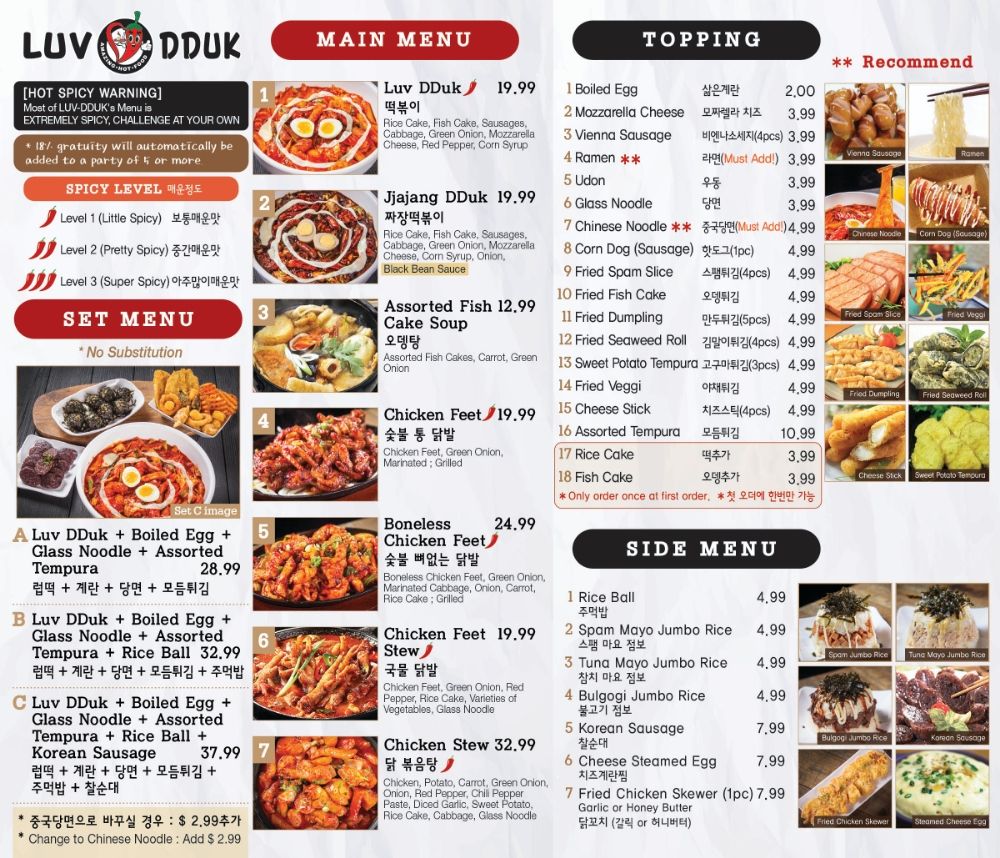 LUV DDUK
AMAZING-HOT-FOOD
[HOT SPICY WARNING]
Most of LUV-DDUK's Menu is
EXTREMELY SPICY, CHALLENGE AT YOUR OWN
* 18% gratuity will automatically be
added to a party of 5 or more.
SPICY LEVEL 매운정도
Level 1 (Little Spicy) 보통매운맛
Level 2 (Pretty Spicy) 중간매운맛
Level 3 (Super Spicy) 아주많이매운맛
SET MENU
* No Substitution
Set C image
A Luv DDuk + Boiled Egg +
Glass Noodle + Assorted
Tempura 28.99
럽떡 + 계란 + 당면 + 모듬튀김
B Luv DDuk + Boiled Egg +
Glass Noodle + Assorted
Tempura + Rice Ball 32.99
럽떡 + 계란 + 당면 + 모듬튀김 + 주먹밥
C Luv DDuk + Boiled Egg +
Glass Noodle + Assorted
Tempura + Rice Ball +
Korean Sausage 37.99
럽떡 + 계란 + 당면 + 모듬튀김 +
주먹밥 + 찰순대
* 중국당면으로 바꾸실 경우 : $ 2.99추가
* Change to Chinese Noodle : Add $ 2.99
MAIN MENU
1
Luv DDuk 19.99
떡볶이
Rice Cake, Fish Cake, Sausages,
Cabbage, Green Onion, Mozzarella
Cheese, Red Pepper, Corn Syrup
2
Jjajang DDuk 19.99
짜장떡볶이
Rice Cake, Fish Cake, Sausages,
Cabbage, Green Onion, Mozzarella
Cheese, Corn Syrup, Onion,
Black Bean Sauce
3
Assorted Fish 12.99
Cake Soup
오뎅탕
Assorted Fish Cakes, Carrot, Green
Onion
4
Chicken Feet 19.99
숯불 통 닭발
Chicken Feet, Green Onion,
Marinated ; Grilled
5
Boneless 24.99
Chicken Feet
숯불 뼈없는 닭발
Boneless Chicken Feet, Green Onion,
Marinated Cabbage, Onion, Carrot,
Rice Cake ; Grilled
6
Chicken Feet 19.99
Stew
국물 닭발
Chicken Feet, Green Onion, Red
Pepper, Rice Cake, Varieties of
Vegetables, Glass Noodle
7
Chicken Stew 32.99
닭 볶음탕
Chicken, Potato, Carrot, Green Onion,
Onion, Red Pepper, Chili Pepper
Paste, Diced Garlic, Sweet Potato,
Rice Cake, Cabbage, Glass Noodle
TOPPING
** Recommend
1 Boiled Egg 삶은계란 2.00
2 Mozzarella Cheese 모짜렐라 치즈 3.99
3 Vienna Sausage 비엔나소세지(4pcs) 3.99
4 Ramen ** 라면(Must Add!) 3.99
5 Udon 우동 3.99
6 Glass Noodle 당면 3.99
7 Chinese Noodle ** 중국당면(Must Add!) 4.99
8 Corn Dog (Sausage) 핫도그(1pc) 4.99
9 Fried Spam Slice 스팸튀김(4pcs) 4.99
10 Fried Fish Cake 오뎅튀김 4.99
11 Fried Dumpling 만두튀김(5pcs) 4.99
12 Fried Seaweed Roll 김말이튀김(4pcs) 4.99
13 Sweet Potato Tempura 고구마튀김(3pcs) 4.99
14 Fried Veggi 야채튀김 4.99
15 Cheese Stick 치즈스틱(4pcs) 4.99
16 Assorted Tempura 모듬튀김 10.99
17 Rice Cake 떡추가 3.99
18 Fish Cake 오뎅추가 3.99
* Only order once at first order. * 첫 오더에 한번만 가능
Vienna Sausage
Ramen
Chinese Noodle
Corn Dog (Sausage)
Fried Spam Slice
Fried Veggi
Fried Dumpling
Fried Seaweed Roll
Cheese Stick
Sweet Potato Tempura
SIDE MENU
1 Rice Ball 4.99
주먹밥
2 Spam Mayo Jumbo Rice 4.99
스팸 마요 점보
3 Tuna Mayo Jumbo Rice 4.99
참치 마요 점보
4 Bulgogi Jumbo Rice 4.99
불고기 점보
5 Korean Sausage 7.99
찰순대
6 Cheese Steamed Egg 7.99
치즈계란찜
7 Fried Chicken Skewer (1pc) 7.99
Garlic or Honey Butter
닭꼬치 (갈릭 or 허니버터)
Spam Jumbo Rice
Tuna Mayo Jumbo Rice
Bulgogi Jumbo Rice
Korean Sausage
Fried Chicken Skewer
Steamed Cheese Egg